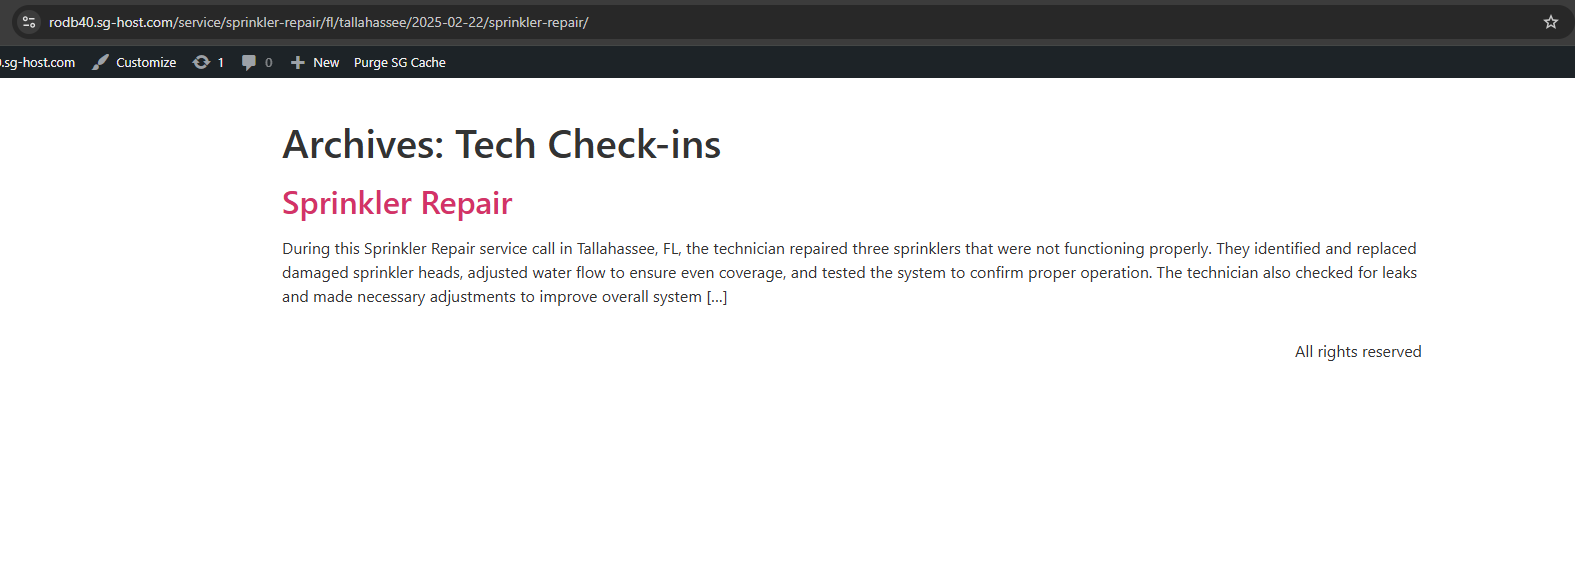 rodb40.sg-host.com/service/sprinkler-repair/fl/tallahassee/2025-02-22/sprinkler-repair/
.sg-host.com Customize 1 0 New Purge SG Cache
Archives: Tech Check-ins
Sprinkler Repair
During this Sprinkler Repair service call in Tallahassee, FL, the technician repaired three sprinklers that were not functioning properly. They identified and replaced
damaged sprinkler heads, adjusted water flow to ensure even coverage, and tested the system to confirm proper operation. The technician also checked for leaks
and made necessary adjustments to improve overall system [...]
All rights reserved